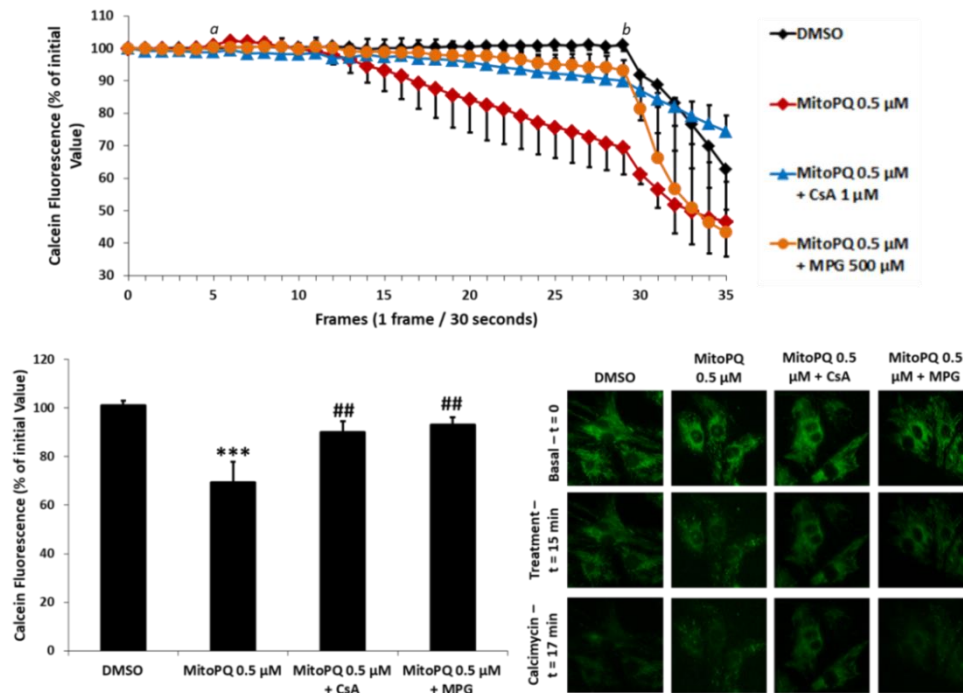 110
100
90
80
70
60
50
40
30
Calcein Fluorescence (% of initial
Value)
a
b
0
5
10
15
20
25
30
35
Frames (1 frame / 30 seconds)
DMSO
MitoPQ 0.5 μM
MitoPQ 0.5 μM
+ CsA 1 μM
MitoPQ 0.5 μM
+ MPG 500 μM
Calcein Fluorescence (% of initial Value)
120
100
80
60
40
20
0
***
##
##
DMSO
MitoPQ 0.5 μM
MitoPQ 0.5 μM
+ CsA
MitoPQ 0.5 μM
+ MPG
DMSO
MitoPQ
0.5 μM
MitoPQ 0.5
μM + CsA
MitoPQ 0.5
μM + MPG
Basal – t = 0
Treatment –
t = 15 min
Calcimycin –
t = 17 min